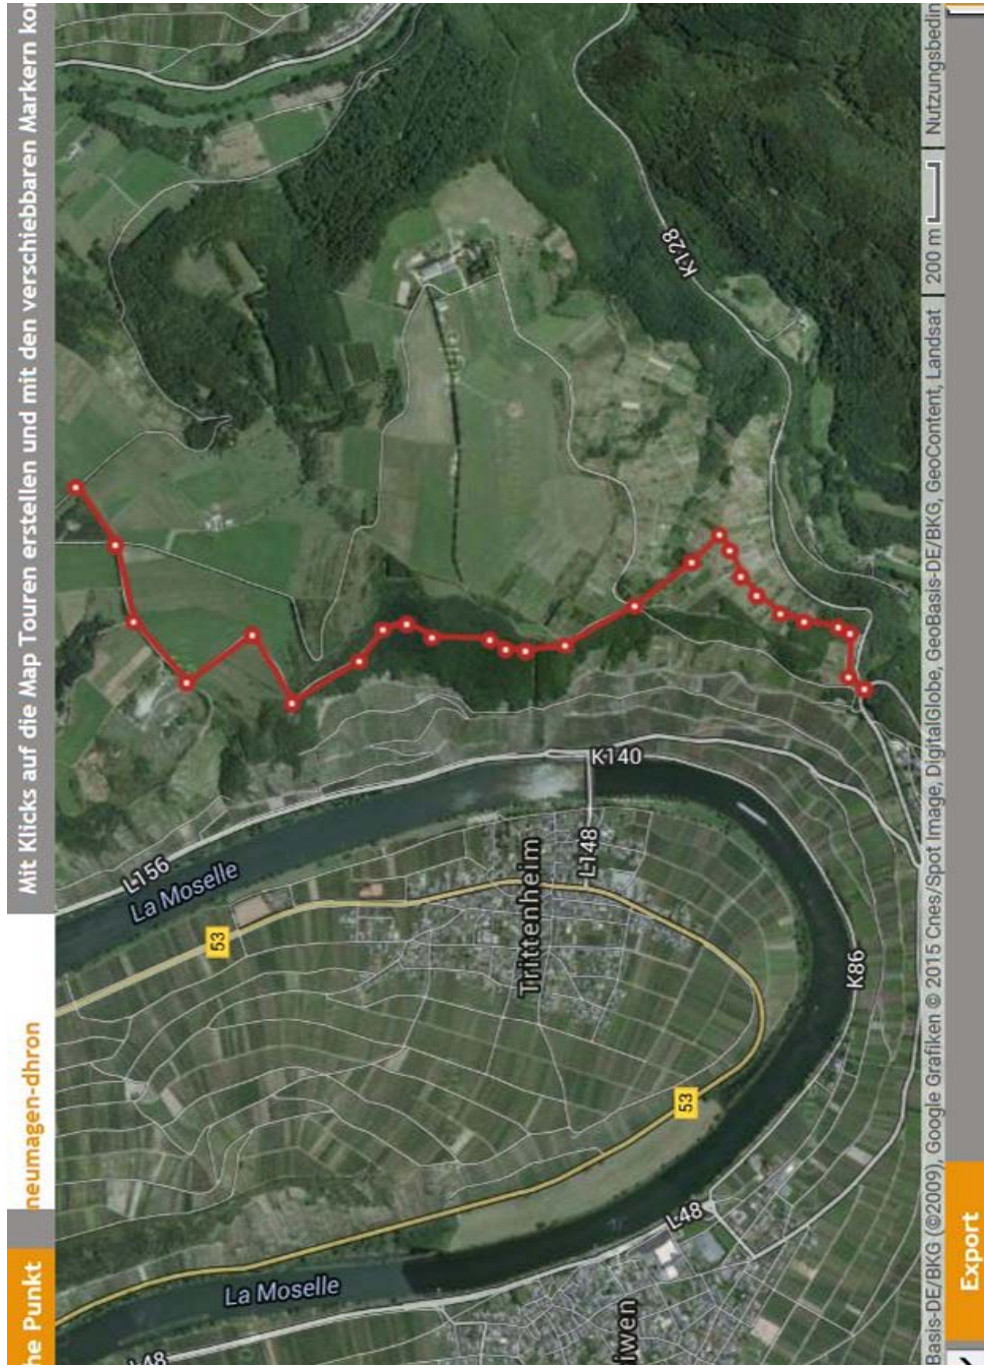 he Punkt
neumagen-dhron
Mit Klicks auf die Map Touren erstellen und mit den verschiebbaren Markern kor
L48
La Moselle
53
La Moselle
L156
Trittenheim
L148
K140
iwen
L48
53
K128
K86
Basis-DE/BKG (©2009), Google Grafiken © 2015 Cnes/Spot Image, DigitalGlobe, GeoBasis-DE/BKG, GeoContent, Landsat
200 m
Nutzungsbedin
Export